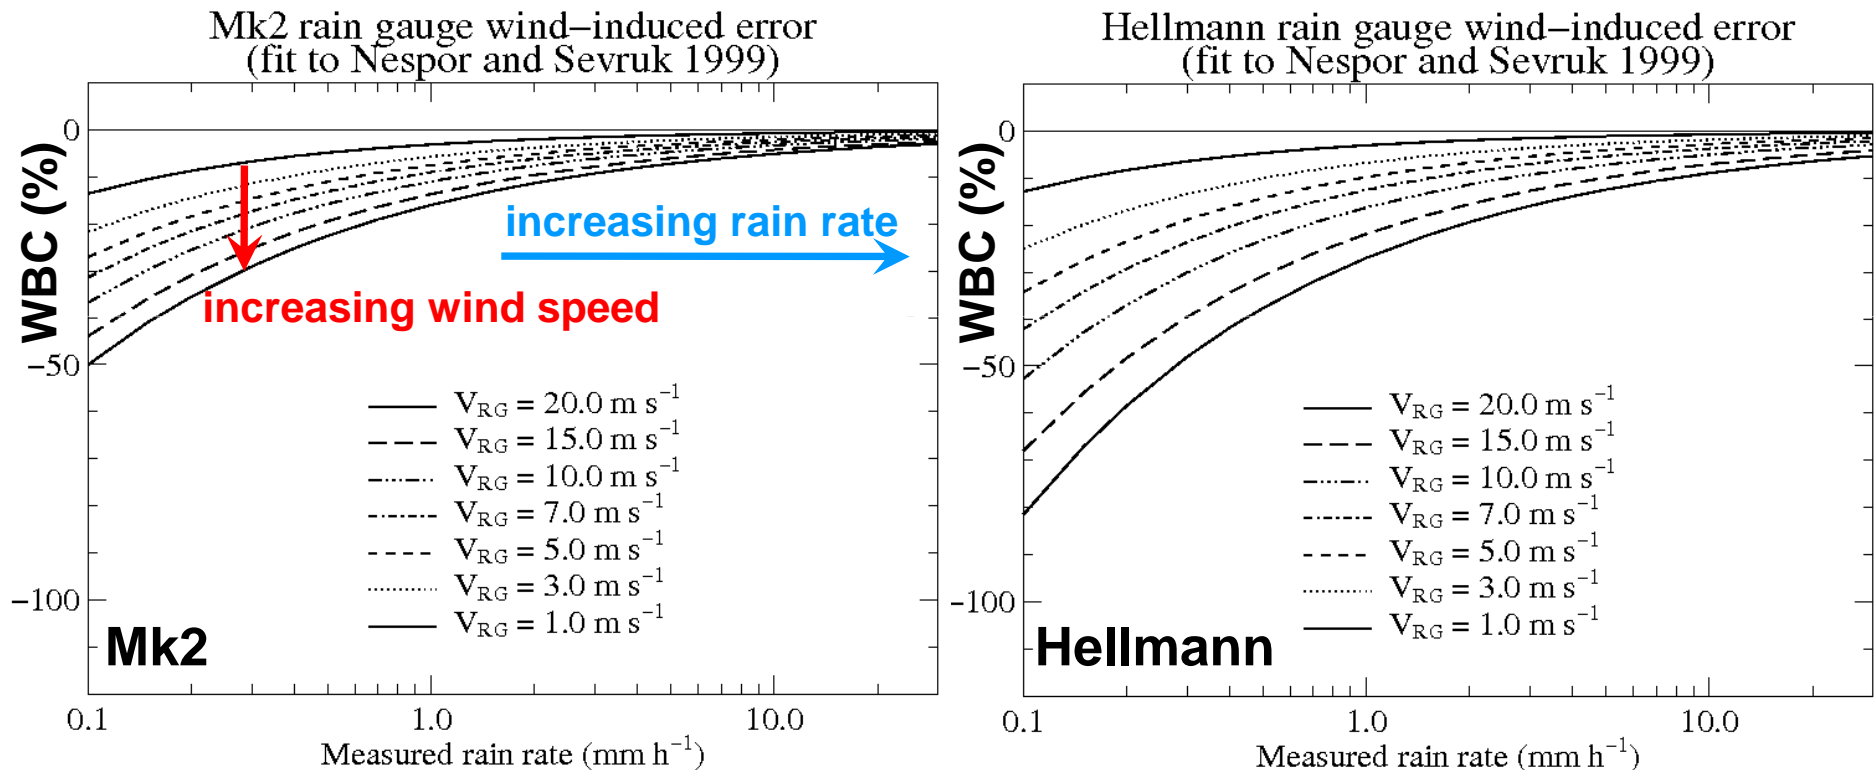 Mk2 rain gauge wind−induced error
(fit to Nespor and Sevruk 1999)
WBC (%)
0
−50
−100
increasing rain rate
increasing wind speed
V_RG = 20.0 m s⁻¹
V_RG = 15.0 m s⁻¹
V_RG = 10.0 m s⁻¹
V_RG = 7.0 m s⁻¹
V_RG = 5.0 m s⁻¹
V_RG = 3.0 m s⁻¹
V_RG = 1.0 m s⁻¹
Mk2
0.1 1.0 10.0
Measured rain rate (mm h⁻¹)
Hellmann rain gauge wind−induced error
(fit to Nespor and Sevruk 1999)
WBC (%)
0
−50
−100
V_RG = 20.0 m s⁻¹
V_RG = 15.0 m s⁻¹
V_RG = 10.0 m s⁻¹
V_RG = 7.0 m s⁻¹
V_RG = 5.0 m s⁻¹
V_RG = 3.0 m s⁻¹
V_RG = 1.0 m s⁻¹
Hellmann
0.1 1.0 10.0
Measured rain rate (mm h⁻¹)